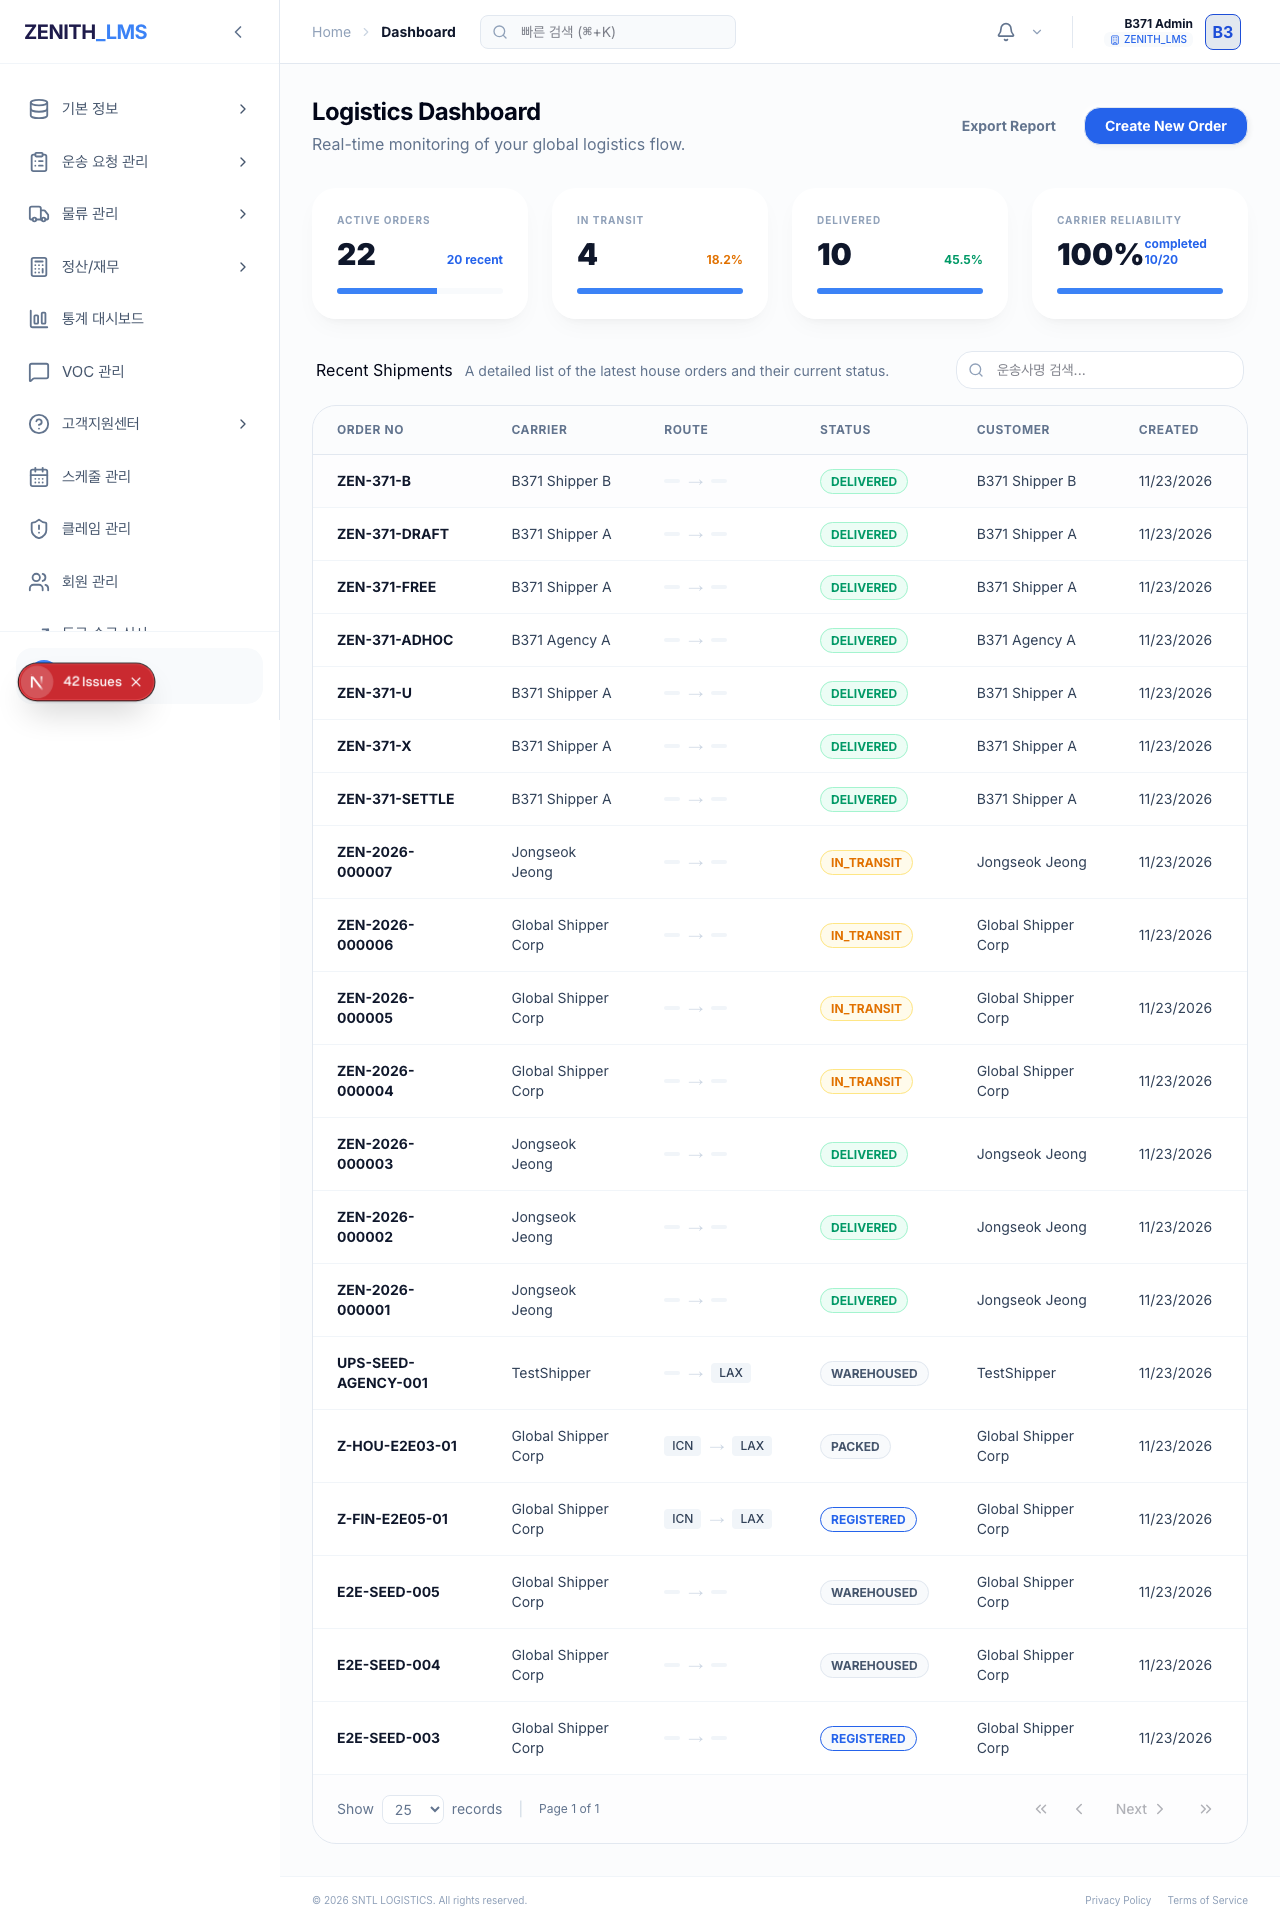 ZENITH_LMS
Home > Dashboard
빠른 검색 (⌘+K)
B371 Admin
ZENITH_LMS
B3
기본 정보
운송 요청 관리
물류 관리
정산/재무
통계 대시보드
VOC 관리
고객지원센터
스케줄 관리
클레임 관리
회원 관리
42 Issues
Logistics Dashboard
Real-time monitoring of your global logistics flow.
Export Report
Create New Order
ACTIVE ORDERS
22
20 recent
IN TRANSIT
4
18.2%
DELIVERED
10
45.5%
CARRIER RELIABILITY
100%
completed
10/20
Recent Shipments
A detailed list of the latest house orders and their current status.
운송사명 검색...
ORDER NO CARRIER ROUTE STATUS CUSTOMER CREATED
ZEN-371-B B371 Shipper B → DELIVERED B371 Shipper B 11/23/2026
ZEN-371-DRAFT B371 Shipper A → DELIVERED B371 Shipper A 11/23/2026
ZEN-371-FREE B371 Shipper A → DELIVERED B371 Shipper A 11/23/2026
ZEN-371-ADHOC B371 Agency A → DELIVERED B371 Agency A 11/23/2026
ZEN-371-U B371 Shipper A → DELIVERED B371 Shipper A 11/23/2026
ZEN-371-X B371 Shipper A → DELIVERED B371 Shipper A 11/23/2026
ZEN-371-SETTLE B371 Shipper A → DELIVERED B371 Shipper A 11/23/2026
ZEN-2026-000007 Jongseok Jeong → IN_TRANSIT Jongseok Jeong 11/23/2026
ZEN-2026-000006 Global Shipper Corp → IN_TRANSIT Global Shipper Corp 11/23/2026
ZEN-2026-000005 Global Shipper Corp → IN_TRANSIT Global Shipper Corp 11/23/2026
ZEN-2026-000004 Global Shipper Corp → IN_TRANSIT Global Shipper Corp 11/23/2026
ZEN-2026-000003 Jongseok Jeong → DELIVERED Jongseok Jeong 11/23/2026
ZEN-2026-000002 Jongseok Jeong → DELIVERED Jongseok Jeong 11/23/2026
ZEN-2026-000001 Jongseok Jeong → DELIVERED Jongseok Jeong 11/23/2026
UPS-SEED-AGENCY-001 TestShipper → LAX WAREHOUSED TestShipper 11/23/2026
Z-HOU-E2E03-01 Global Shipper Corp ICN → LAX PACKED Global Shipper Corp 11/23/2026
Z-FIN-E2E05-01 Global Shipper Corp ICN → LAX REGISTERED Global Shipper Corp 11/23/2026
E2E-SEED-005 Global Shipper Corp → WAREHOUSED Global Shipper Corp 11/23/2026
E2E-SEED-004 Global Shipper Corp → WAREHOUSED Global Shipper Corp 11/23/2026
E2E-SEED-003 Global Shipper Corp → REGISTERED Global Shipper Corp 11/23/2026
Show 25 records | Page 1 of 1
Next
© 2026 SNTL LOGISTICS. All rights reserved.
Privacy Policy Terms of Service